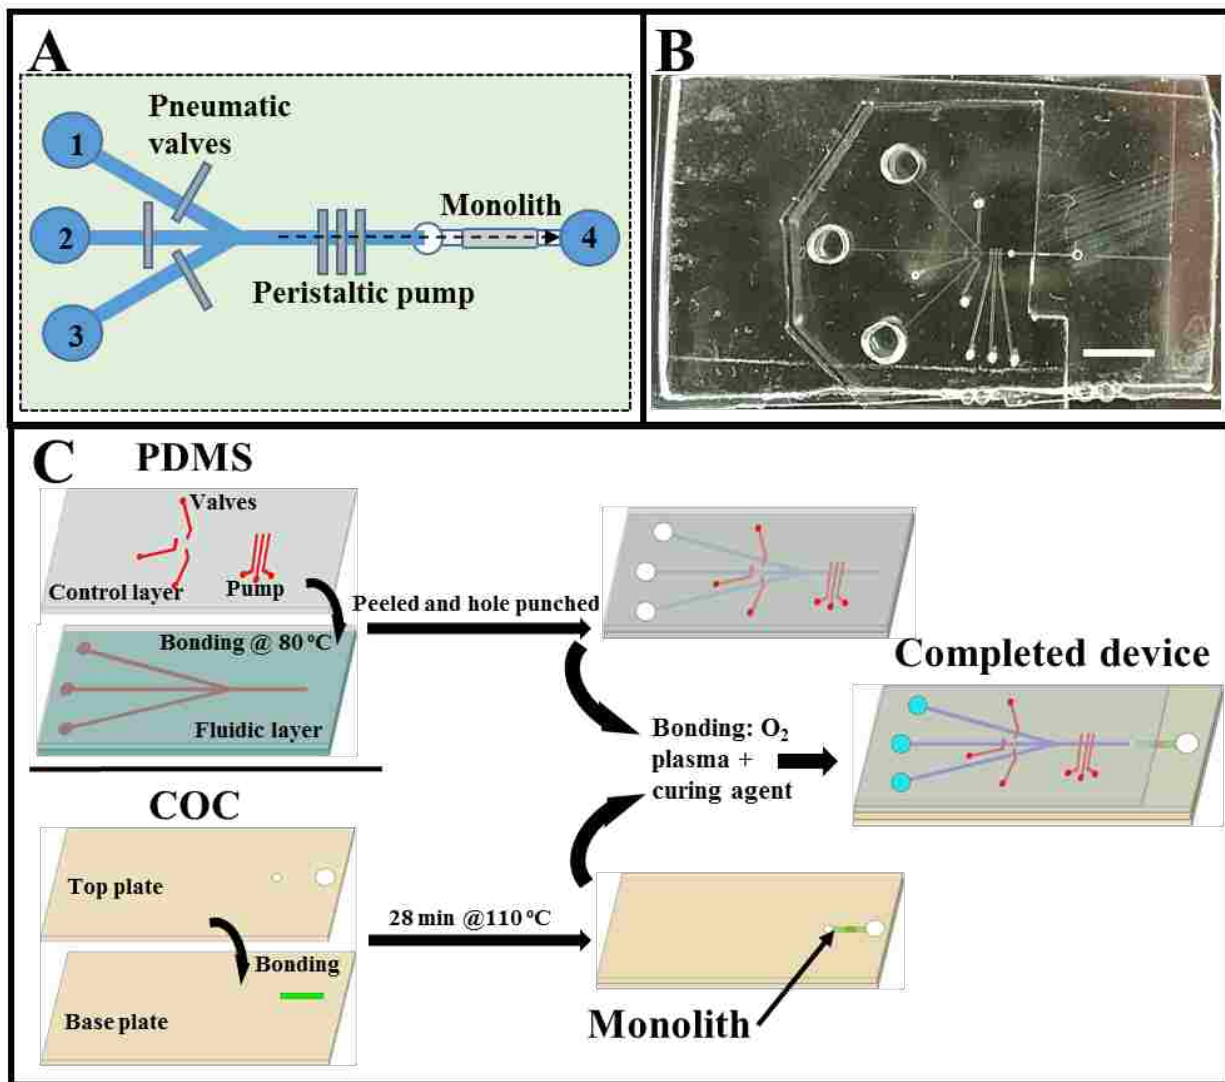 A
Pneumatic
valves
1
2
3
Monolith
4
Peristaltic pump
B
C
PDMS
Valves
Control layer
Pump
Bonding @ 80 °C
Fluidic layer
Peeled and hole punched
COC
Top plate
Bonding
Base plate
28 min @110 °C
Monolith
Bonding: O₂
plasma +
curing agent
Completed device